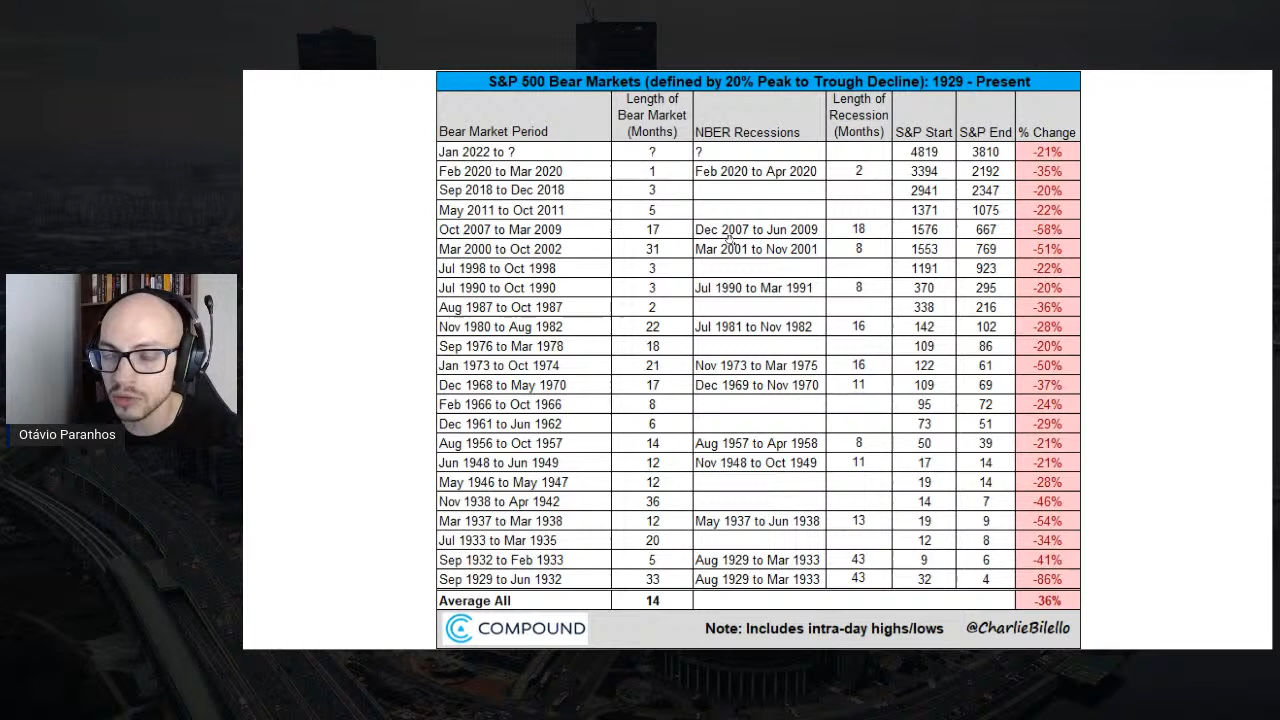 S&P 500 Bear Markets (defined by 20% Peak to Trough Decline): 1929 - Present
Bear Market Period Length of Bear Market (Months) NBER Recessions Length of Recession (Months) S&P Start S&P End % Change
Jan 2022 to ? ? ? 4819 3810 -21%
Feb 2020 to Mar 2020 1 Feb 2020 to Apr 2020 2 3394 2192 -35%
Sep 2018 to Dec 2018 3 2941 2347 -20%
May 2011 to Oct 2011 5 1371 1075 -22%
Oct 2007 to Mar 2009 17 Dec 2007 to Jun 2009 18 1576 667 -58%
Mar 2000 to Oct 2002 31 Mar 2001 to Nov 2001 8 1553 769 -51%
Jul 1998 to Oct 1998 3 1191 923 -22%
Jul 1990 to Oct 1990 3 Jul 1990 to Mar 1991 8 370 295 -20%
Aug 1987 to Oct 1987 2 338 216 -36%
Nov 1980 to Aug 1982 22 Jul 1981 to Nov 1982 16 142 102 -28%
Sep 1976 to Mar 1978 18 109 86 -20%
Jan 1973 to Oct 1974 21 Nov 1973 to Mar 1975 16 122 61 -50%
Dec 1968 to May 1970 17 Dec 1969 to Nov 1970 11 109 69 -37%
Feb 1966 to Oct 1966 8 95 72 -24%
Dec 1961 to Jun 1962 6 73 51 -29%
Aug 1956 to Oct 1957 14 Aug 1957 to Apr 1958 8 50 39 -21%
Jun 1948 to Jun 1949 12 Nov 1948 to Oct 1949 11 17 14 -21%
May 1946 to May 1947 12 19 14 -28%
Nov 1938 to Apr 1942 36 14 7 -46%
Mar 1937 to Mar 1938 12 May 1937 to Jun 1938 13 19 9 -54%
Jul 1933 to Mar 1935 20 12 8 -34%
Sep 1932 to Feb 1933 5 Aug 1929 to Mar 1933 43 9 6 -41%
Sep 1929 to Jun 1932 33 Aug 1929 to Mar 1933 43 32 4 -86%
Average All 14 -36%
COMPOUND Note: Includes intra-day highs/lows @CharlieBilello
Otávio Paranhos